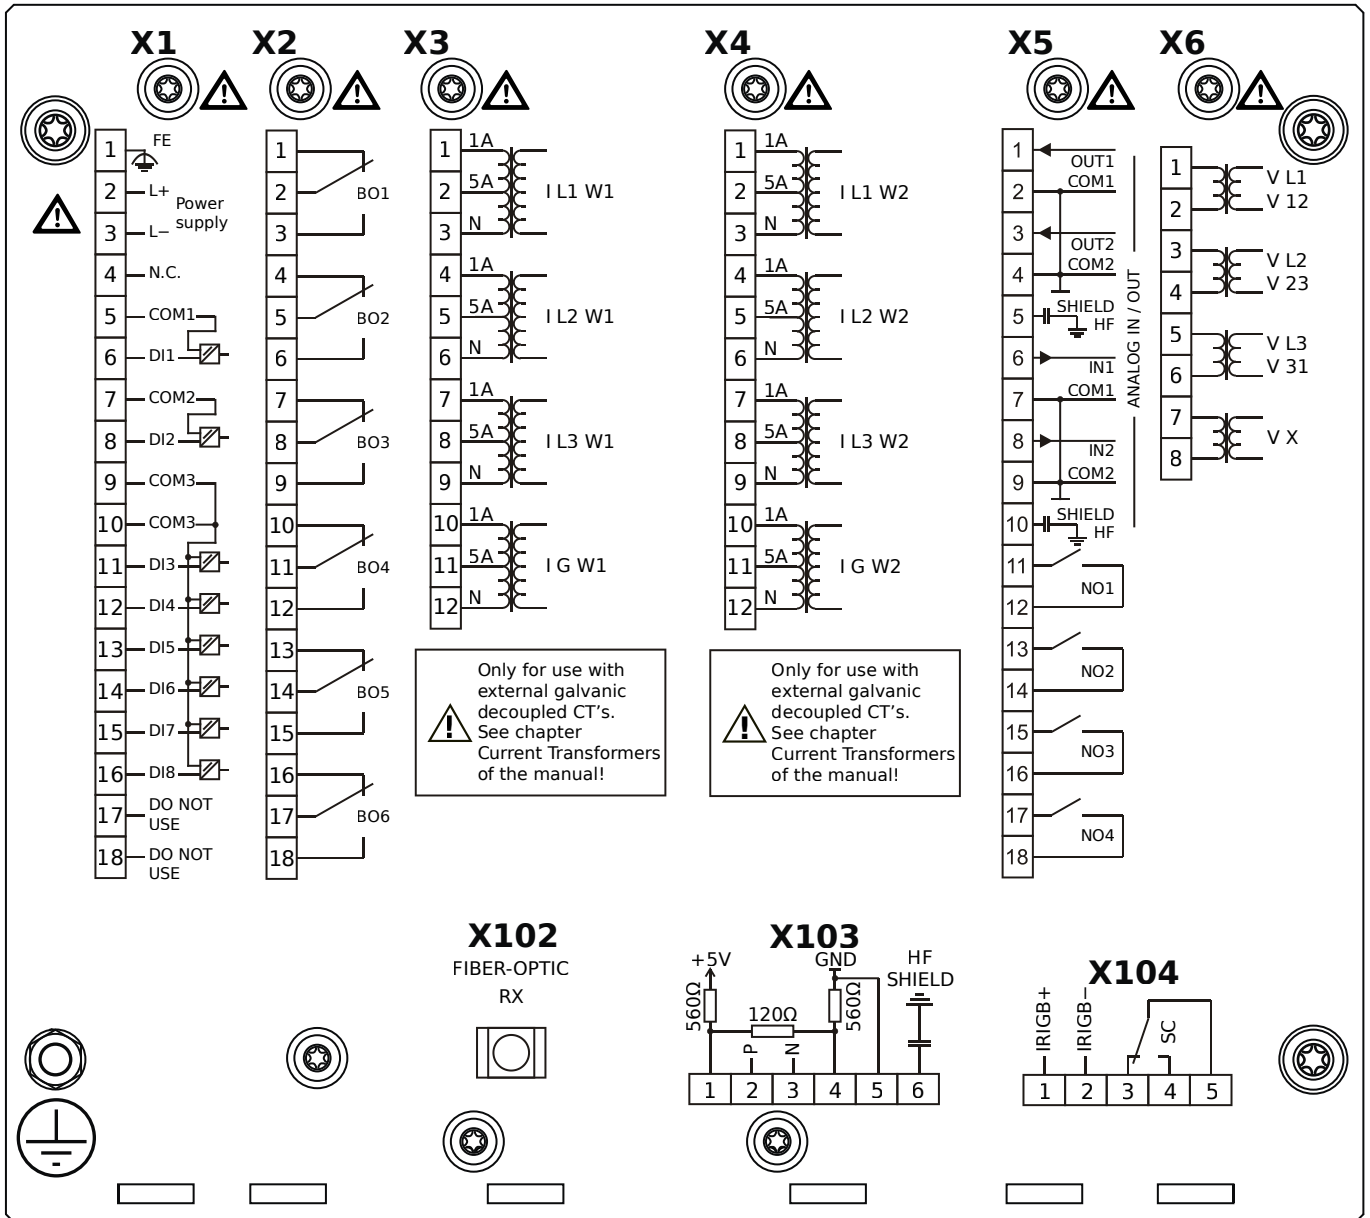 X1
1
FE
2
L+
Power
supply
3
L−
4
N.C.
5
COM1
6
DI1
7
COM2
8
DI2
9
COM3
10
COM3
11
DI3
12
DI4
13
DI5
14
DI6
15
DI7
16
DI8
17
DO NOT
USE
18
DO NOT
USE
X2
1
2
BO1
3
4
5
BO2
6
7
8
BO3
9
10
11
BO4
12
13
14
BO5
15
16
17
BO6
18
X3
1
1A
2
5A
I L1 W1
3
N
4
1A
5
5A
I L2 W1
6
N
7
1A
8
5A
I L3 W1
9
N
10
1A
11
5A
I G W1
12
N
Only for use with
external galvanic
decoupled CT's.
See chapter
Current Transformers
of the manual!
X4
1
1A
2
5A
I L1 W2
3
N
4
1A
5
5A
I L2 W2
6
N
7
1A
8
5A
I L3 W2
9
N
10
1A
11
5A
I G W2
12
N
Only for use with
external galvanic
decoupled CT's.
See chapter
Current Transformers
of the manual!
X5
1
OUT1
2
COM1
3
OUT2
4
COM2
5
SHIELD
HF
6
IN1
7
COM1
8
IN2
9
COM2
10
SHIELD
HF
ANALOG IN / OUT
11
NO1
12
13
NO2
14
15
NO3
16
17
NO4
18
X6
1
V L1
2
V 12
3
V L2
4
V 23
5
V L3
6
V 31
7
V X
8
X102
FIBER-OPTIC
RX
X103
+5V
GND
HF
SHIELD
560Ω
120Ω
560Ω
P
N
1 2 3 4 5 6
X104
IRIGB+
IRIGB−
SC
1 2 3 4 5